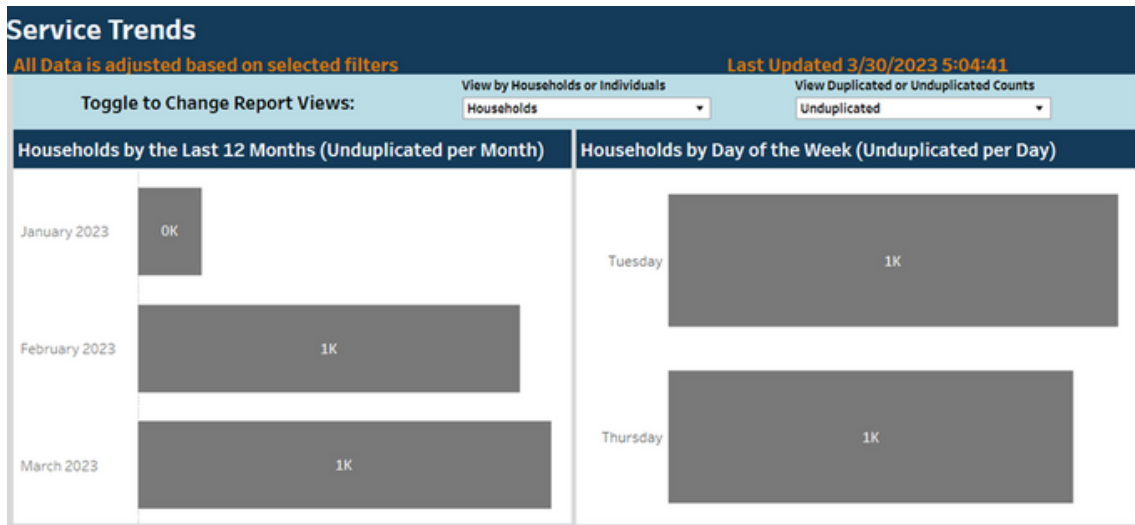 Service Trends
All Data is adjusted based on selected filters
Last Updated 3/30/2023 5:04:41
Toggle to Change Report Views:
View by Households or Individuals
Households
View Duplicated or Unduplicated Counts
Unduplicated
Households by the Last 12 Months (Unduplicated per Month)
January 2023
0K
February 2023
1K
March 2023
1K
Households by Day of the Week (Unduplicated per Day)
Tuesday
1K
Thursday
1K